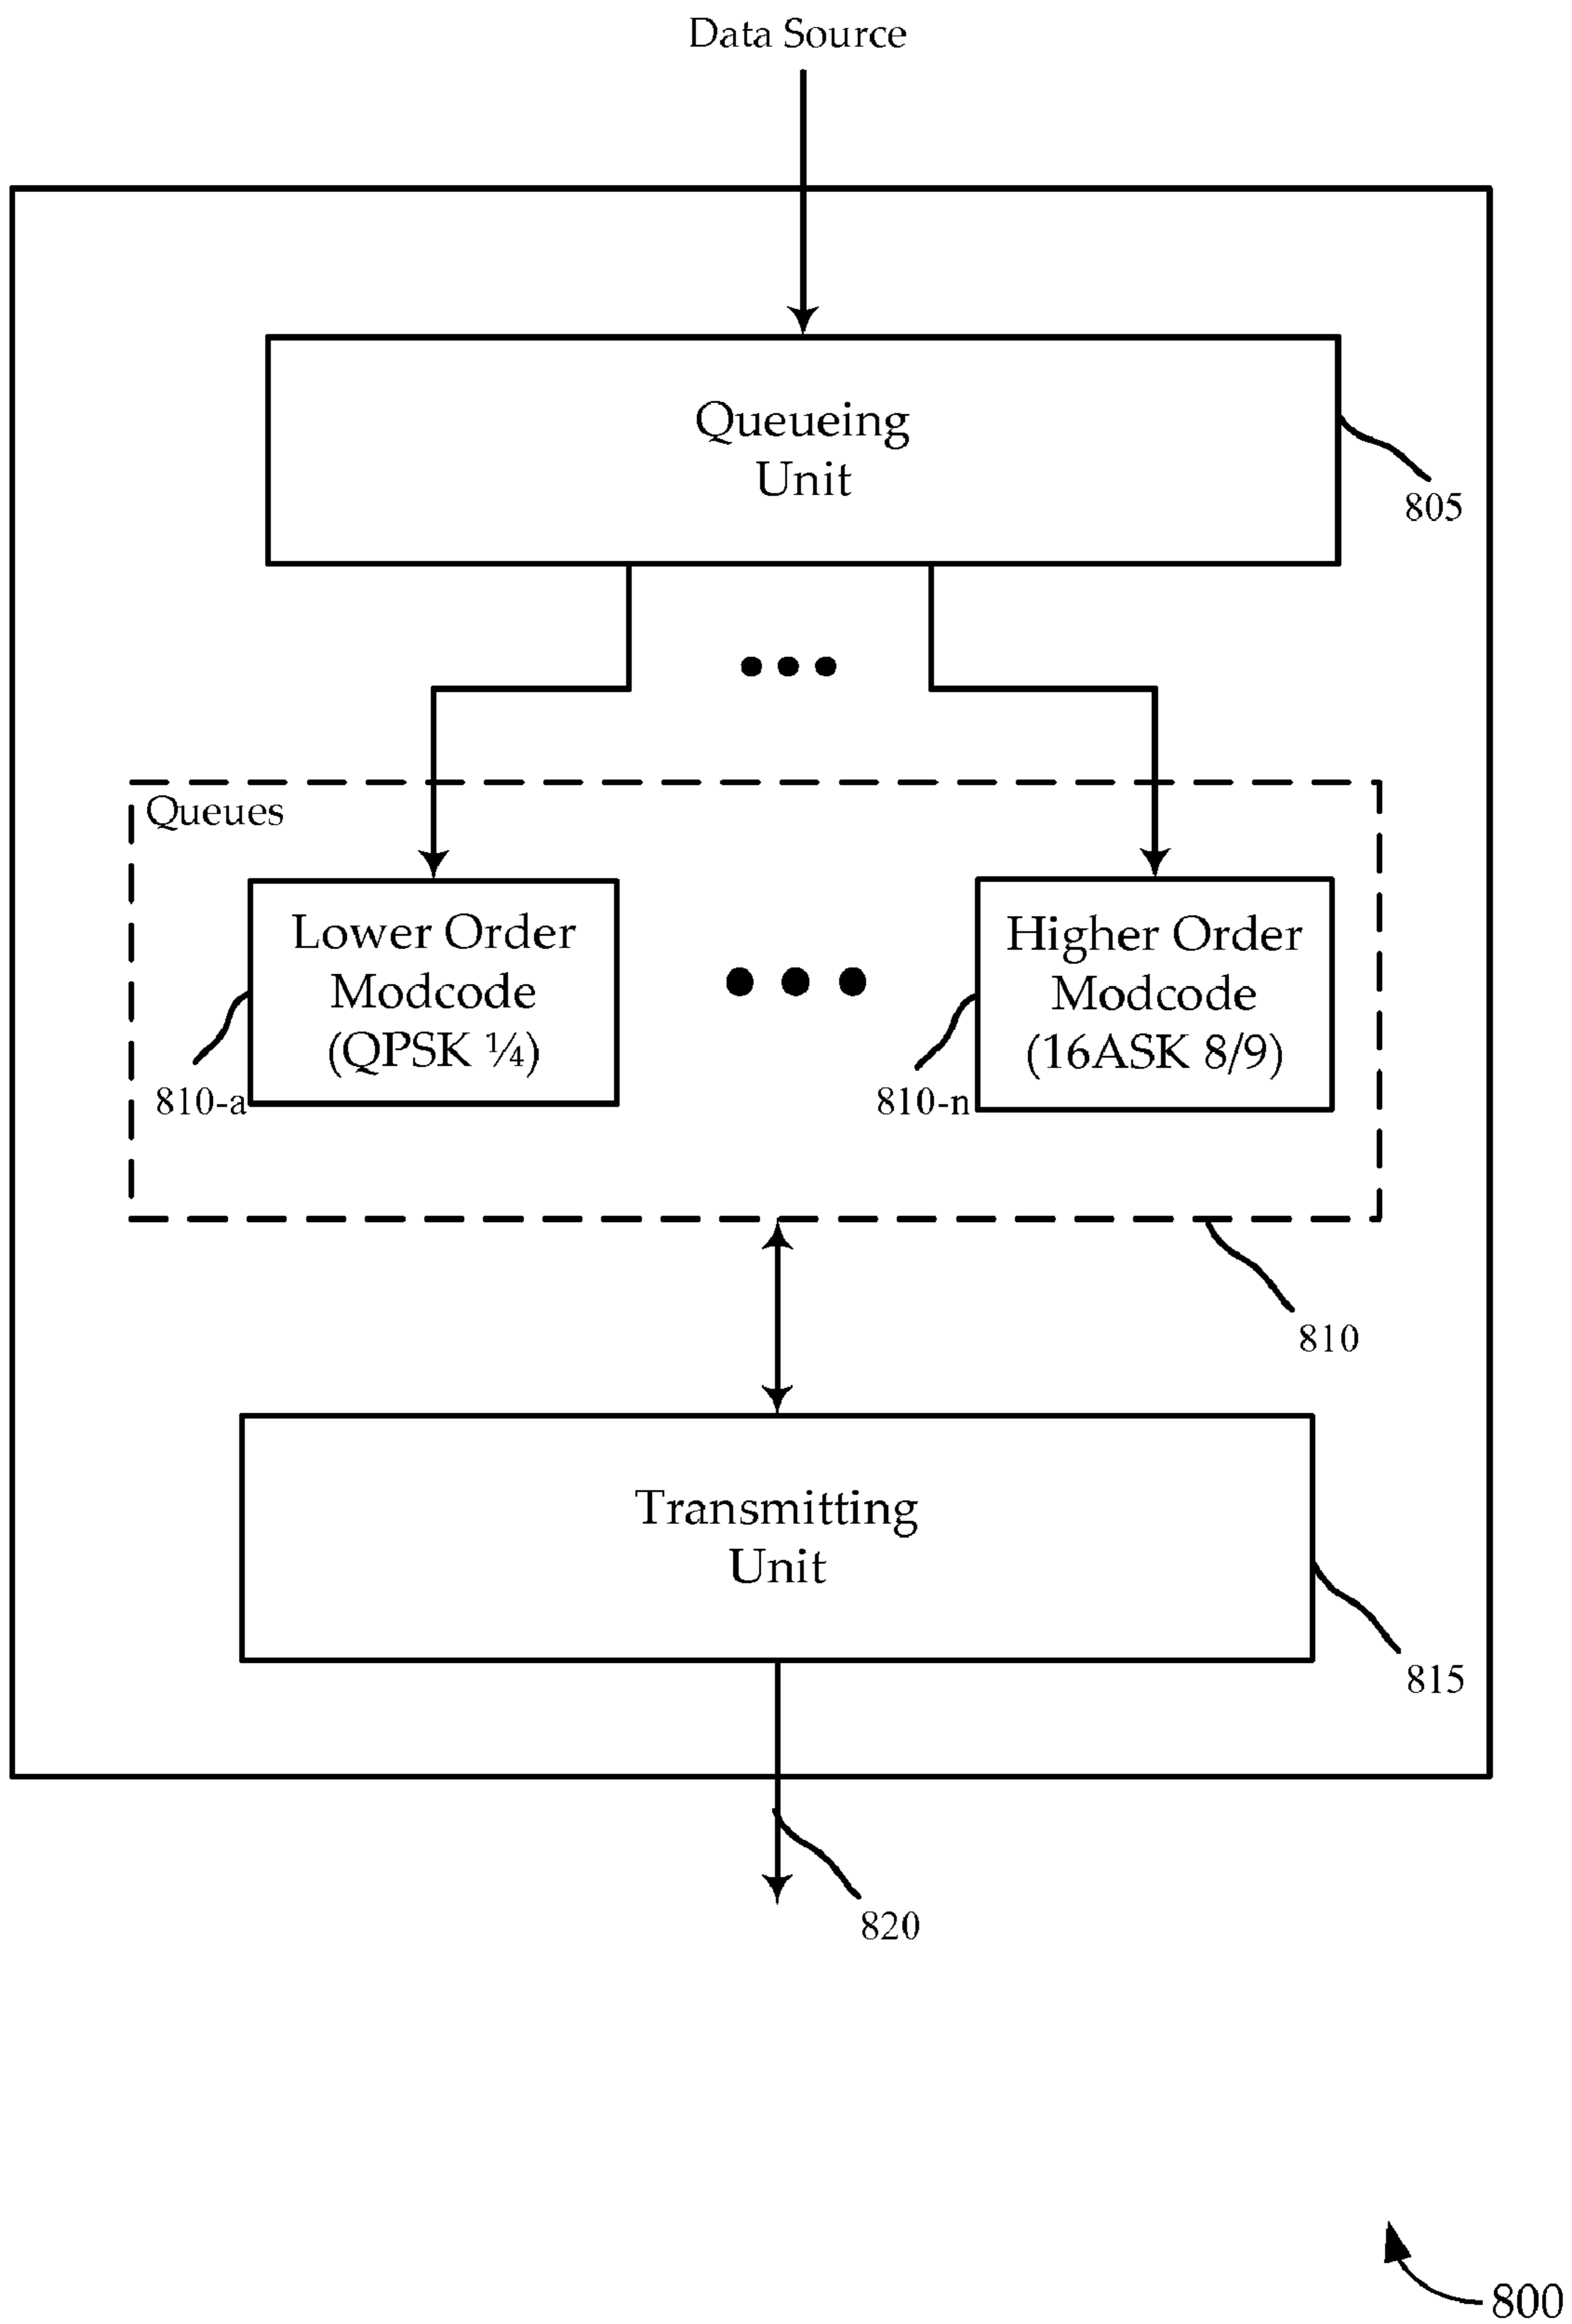 Data Source
Queueing
Unit
805
Queues
Lower Order
Modcode
(QPSK ¼)
810-a
Higher Order
Modcode
(16ASK 8/9)
810-n
810
Transmitting
Unit
815
820
800